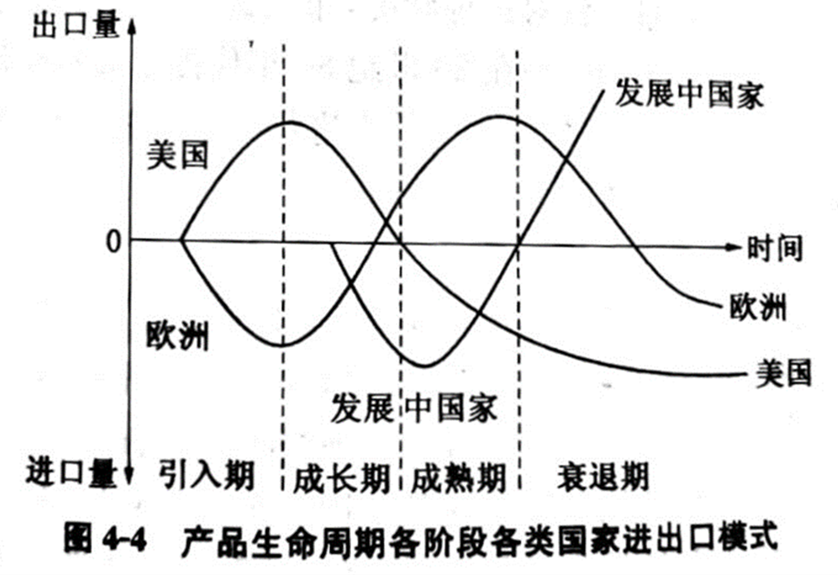 出口量
发展中国家
美国
0
时间
欧洲
欧洲
美国
发展中国家
进口量
引入期
成长期
成熟期
衰退期
图 4-4 产品生命周期各阶段各类国家进出口模式